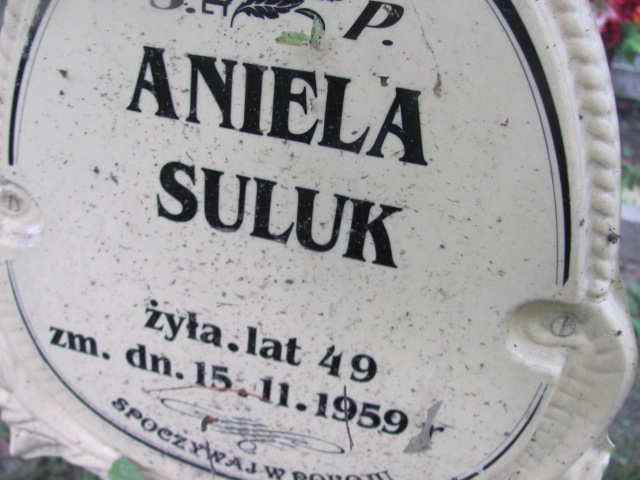 Ś. P.
ANIELA
SULUK
żyła. lat 49
zm. dn. 15. 11. 1959 r
SPOCZYWAJ W POKOJU